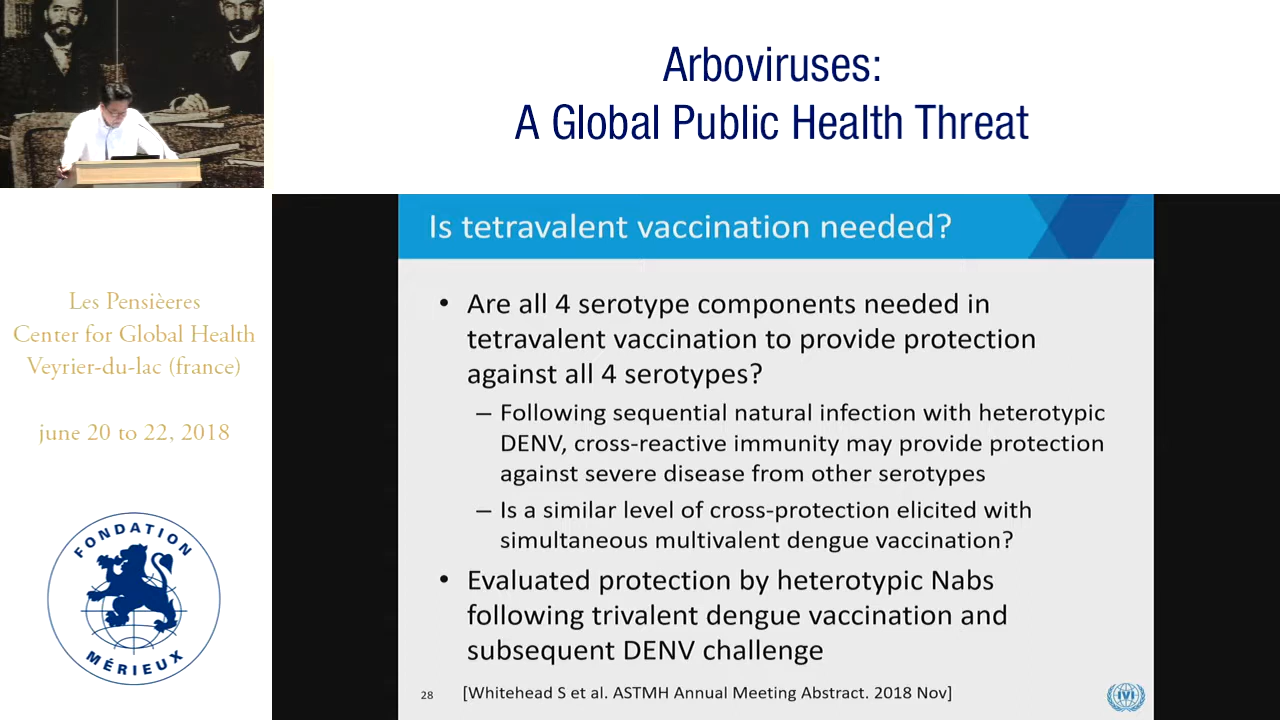 Arboviruses:
A Global Public Health Threat
Les Pensièeres
Center for Global Health
Veyrier-du-lac (france)
june 20 to 22, 2018
FONDATION
MÉRIEUX
Is tetravalent vaccination needed?
• Are all 4 serotype components needed in
tetravalent vaccination to provide protection
against all 4 serotypes?
– Following sequential natural infection with heterotypic
DENV, cross-reactive immunity may provide protection
against severe disease from other serotypes
– Is a similar level of cross-protection elicited with
simultaneous multivalent dengue vaccination?
• Evaluated protection by heterotypic Nabs
following trivalent dengue vaccination and
subsequent DENV challenge
28 [Whitehead S et al. ASTMH Annual Meeting Abstract. 2018 Nov]
IVI